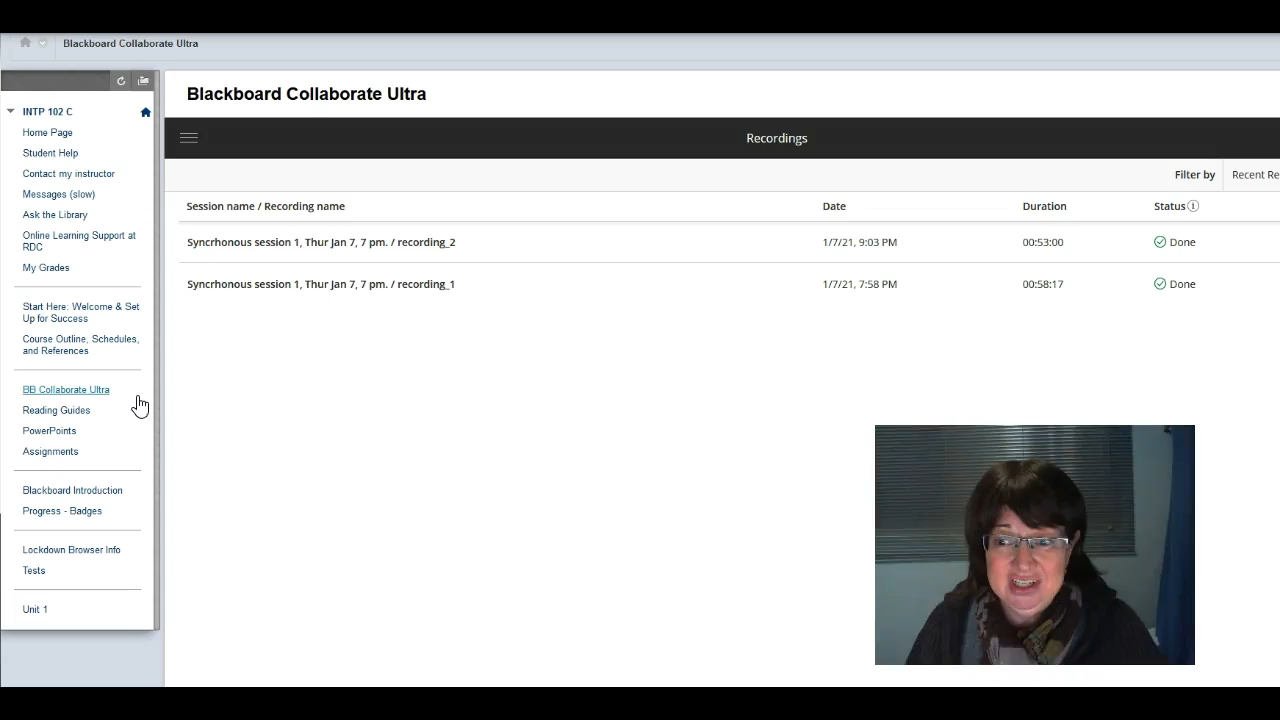 Blackboard Collaborate Ultra
INTP 102 C
Home Page
Student Help
Contact my instructor
Messages (slow)
Ask the Library
Online Learning Support at
RDC
My Grades
Start Here: Welcome & Set
Up for Success
Course Outline, Schedules,
and References
BB Collaborate Ultra
Reading Guides
PowerPoints
Assignments
Blackboard Introduction
Progress - Badges
Lockdown Browser Info
Tests
Unit 1
Blackboard Collaborate Ultra
Recordings
Filter by Recent Re
Session name / Recording name Date Duration Status
Syncrhonous session 1, Thur Jan 7, 7 pm. / recording_2 1/7/21, 9:03 PM 00:53:00 Done
Syncrhonous session 1, Thur Jan 7, 7 pm. / recording_1 1/7/21, 7:58 PM 00:58:17 Done